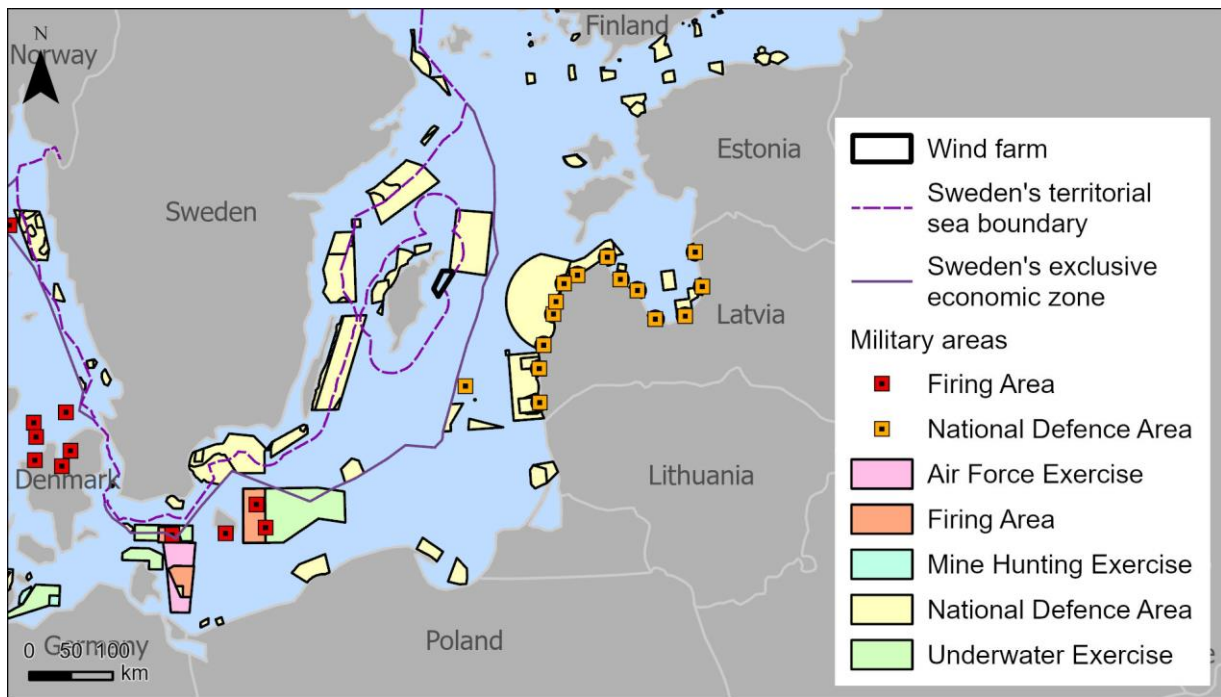 Norway
N
Finland
Estonia
Sweden
Latvia
Denmark
Lithuania
Germany
Poland
0 50 100
km
Wind farm
Sweden's territorial
sea boundary
Sweden's exclusive
economic zone
Military areas
Firing Area
National Defence Area
Air Force Exercise
Firing Area
Mine Hunting Exercise
National Defence Area
Underwater Exercise